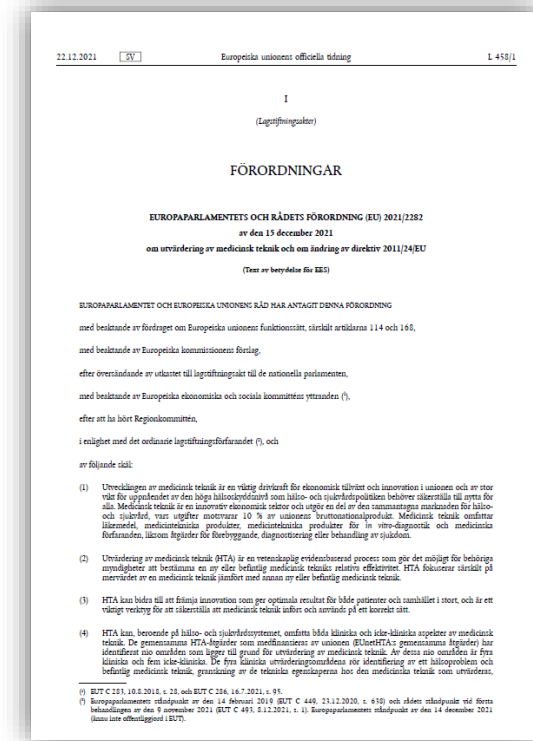 22.12.2021 SV Europeiska unionens officiella tidning L 458/1
I
(Lagstiftningsakter)
FÖRORDNINGAR
EUROPAPARLAMENTETS OCH RÅDETS FÖRORDNING (EU) 2021/2282
av den 15 december 2021
om utvärdering av medicinsk teknik och om ändring av direktiv 2011/24/EU
(Text av betydelse för EES)
EUROPAPARLAMENTET OCH EUROPEISKA UNIONENS RÅD HAR ANTAGIT DENNA FÖRORDNING
med beaktande av fördraget om Europeiska unionens funktionssätt, särskilt artiklarna 114 och 168,
med beaktande av Europeiska kommissionens förslag,
efter översändande av utkastet till lagstiftningsakt till de nationella parlamenten,
med beaktande av Europeiska ekonomiska och sociala kommitténs yttranden (¹),
efter att ha hört Regionkommittén,
i enlighet med det ordinarie lagstiftningsförfarandet (²), och
av följande skäl:
(1) Utvecklingen av medicinsk teknik är en viktig drivkraft för ekonomisk tillväxt och innovation i unionen och av stor
vikt för uppnåendet av den höga hälsoskyddsnivå som hälso- och sjukvårdspolitiken behöver säkerställa till nytta för
alla. Medicinsk teknik är en innovativ ekonomisk sektor och utgör en del av den sammantagna marknaden för hälso-
och sjukvård, vars utgifter motsvarar 10 % av unionens bruttonationalprodukt. Medicinsk teknik omfattar
läkemedel, medicintekniska produkter, medicintekniska produkter för in vitro-diagnostik och medicinska
förfaranden, liksom åtgärder för förebyggande, diagnostisering eller behandling av sjukdom.
(2) Utvärdering av medicinsk teknik (HTA) är en vetenskaplig evidensbaserad process som gör det möjligt för behöriga
myndigheter att bestämma en ny eller befintlig medicinsk tekniks relativa effektivitet. HTA fokuserar särskilt på
mervärdet av en medicinsk teknik jämfört med annan ny eller befintlig medicinsk teknik.
(3) HTA kan bidra till att främja innovation som ger optimala resultat för både patienter och samhället i stort, och är ett
viktigt verktyg för att säkerställa att medicinsk teknik införs och används på ett korrekt sätt.
(4) HTA kan, beroende på hälso- och sjukvårdssystemet, omfatta båda kliniska och icke-kliniska aspekter av medicinsk
teknik. De gemensamma HTA-åtgärder som medfinansieras av unionen (EUnetHTA:s gemensamma åtgärder) har
identifierat nio områden som ligger till grund för utvärdering av medicinsk teknik. Av dessa nio områden är fyra
kliniska och fem icke-kliniska. De fyra kliniska utvärderingsområdena rör identifiering av ett hälsoproblem och
befintlig medicinsk teknik, granskning av de tekniska egenskaperna hos den medicinsk teknik som utvärderas,
(¹) EUT C 283, 10.8.2018, s. 28, och EUT C 286, 16.7.2021, s. 95.
(²) Europaparlamentets ståndpunkt av den 14 februari 2019 (EUT C 449, 23.12.2020, s. 638) och rådets ståndpunkt vid första
behandlingen av den 9 november 2021 (EUT C 493, 8.12.2021, s. 1). Europaparlamentets ståndpunkt av den 14 december 2021
(ännu inte offentliggjord i EUT).